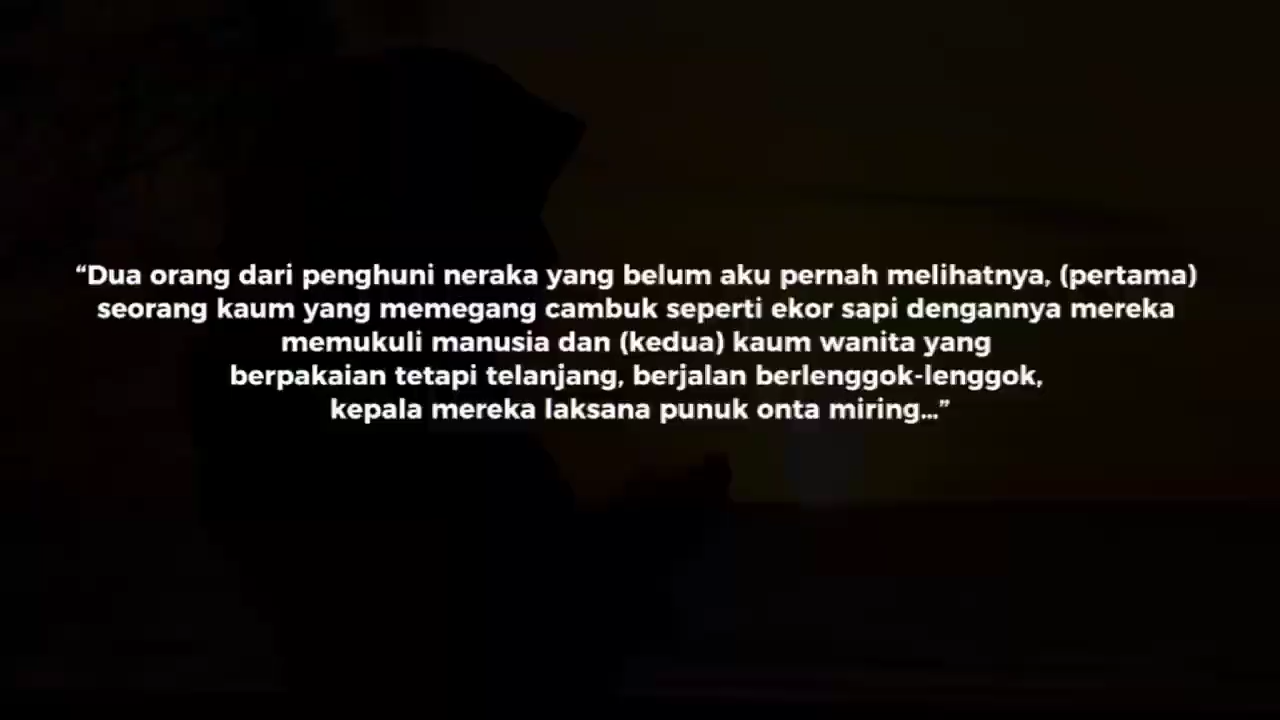 “Dua orang dari penghuni neraka yang belum aku pernah melihatnya, (pertama)
seorang kaum yang memegang cambuk seperti ekor sapi dengannya mereka
memukuli manusia dan (kedua) kaum wanita yang
berpakaian tetapi telanjang, berjalan berlenggok-lenggok,
kepala mereka laksana punuk onta miring...”